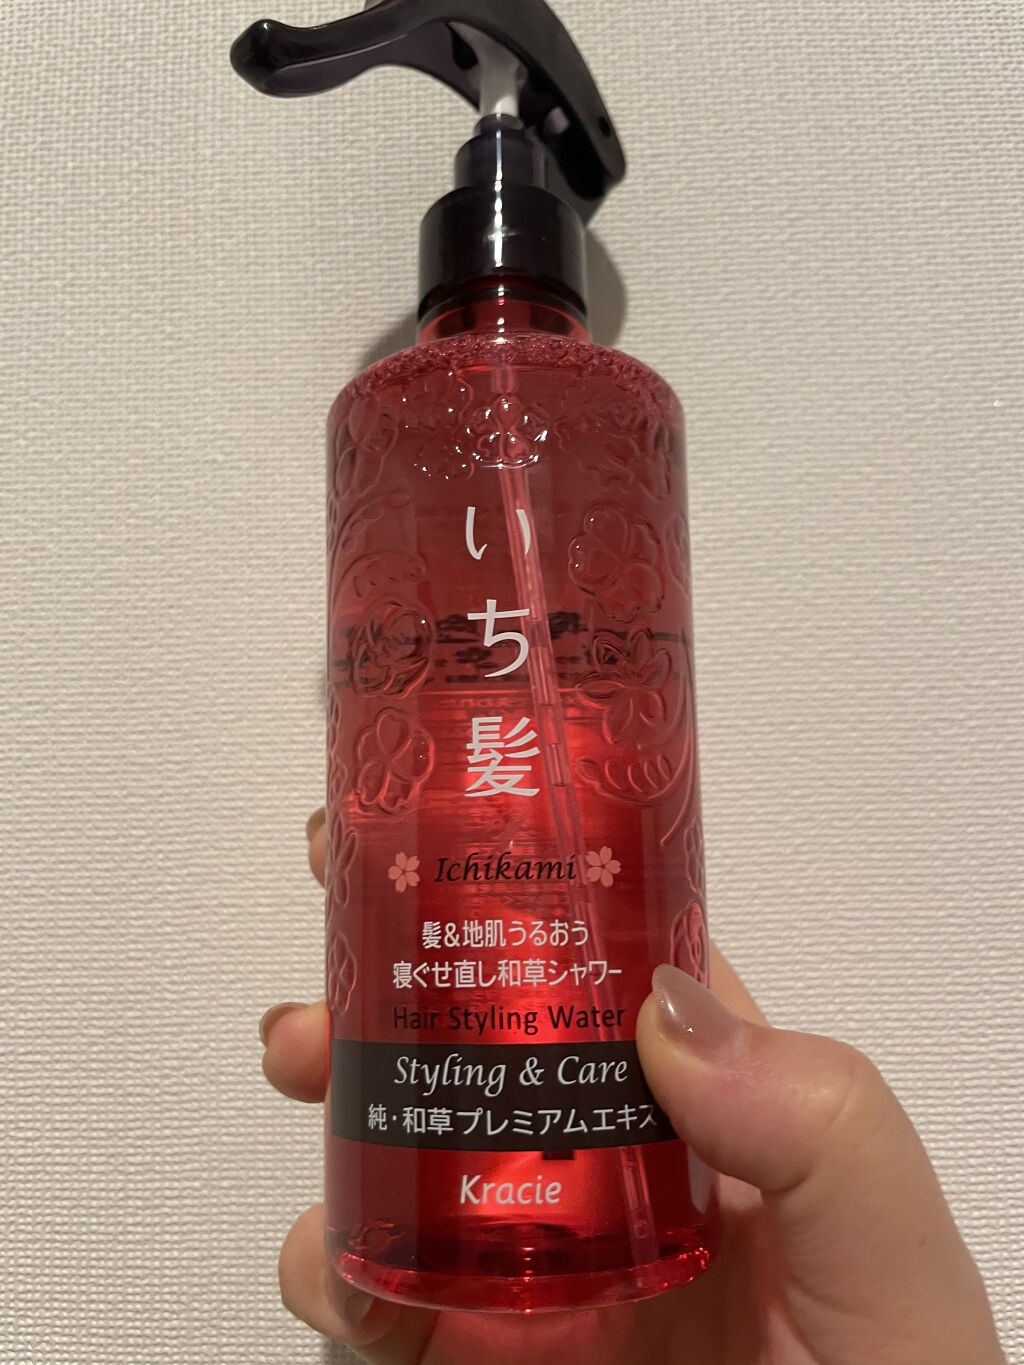 いち髪
Ichikami
髪&地肌うるおう
寝ぐせ直し和草シャワー
Hair Styling Water
Styling & Care
純・和草プレミアムエキス
Kracie